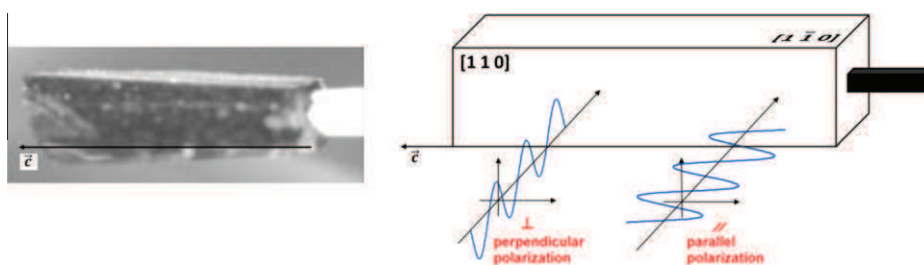 c⃗
[1 1 0]
[1 1̄ 0]
c⃗
⊥
perpendicular
polarization
//
parallel
polarization